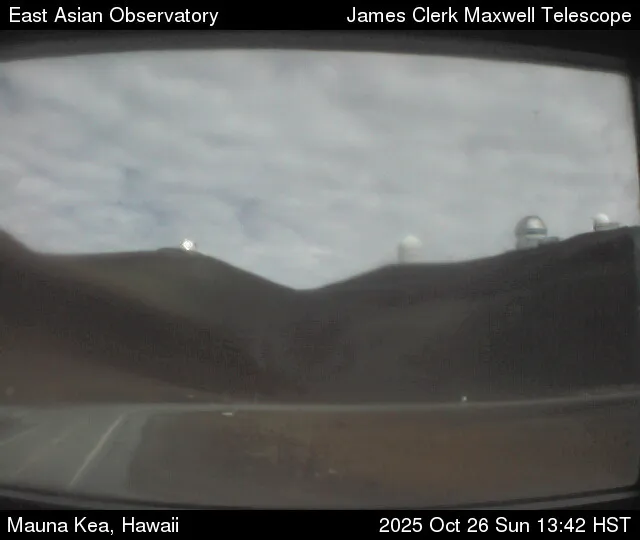 East Asian Observatory
James Clerk Maxwell Telescope
Mauna Kea, Hawaii
2025 Oct 26 Sun 13:42 HST